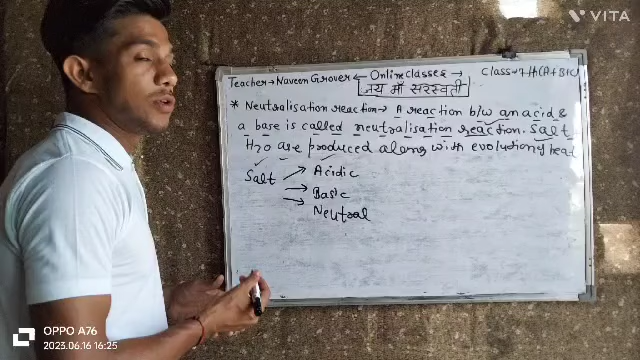 VITA
Teacher → Naveen Grover ← Online classes → Class → 7th (A+B+C)
जय माँ सरस्वती
* Neutralisation reaction → A reaction b/w an acid &
a base is called neutralisation reaction. Salt
H2O are produced along with evolution of heat
Salt → Acidic
→ Basic
→ Neutral
OPPO A76
2023.06.16 16:25